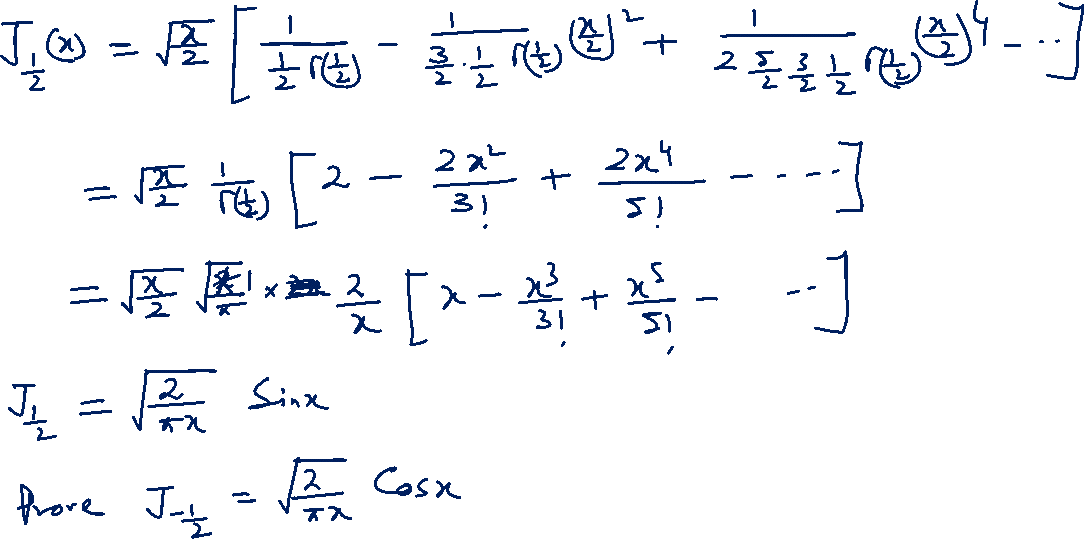 J_{1/2}(x) = √(x/2) [ 1/(1/2 Γ(1/2)) − 1/(3/2 · 1/2 Γ(1/2)) (x/2)^2 + 1/(2 5/2 3/2 1/2 Γ(1/2)) (x/2)^4 − ·· ]
= √(x/2) 1/Γ(1/2) [ 2 − 2x^2/3! + 2x^4/5! − ···· ]
= √(x/2) √(1/π) × 2/x [ x − x^3/3! + x^5/5! − ·· ]
J_{1/2} = √(2/(πx)) Sinx
Prove J_{-1/2} = √(2/(πx)) Cosx